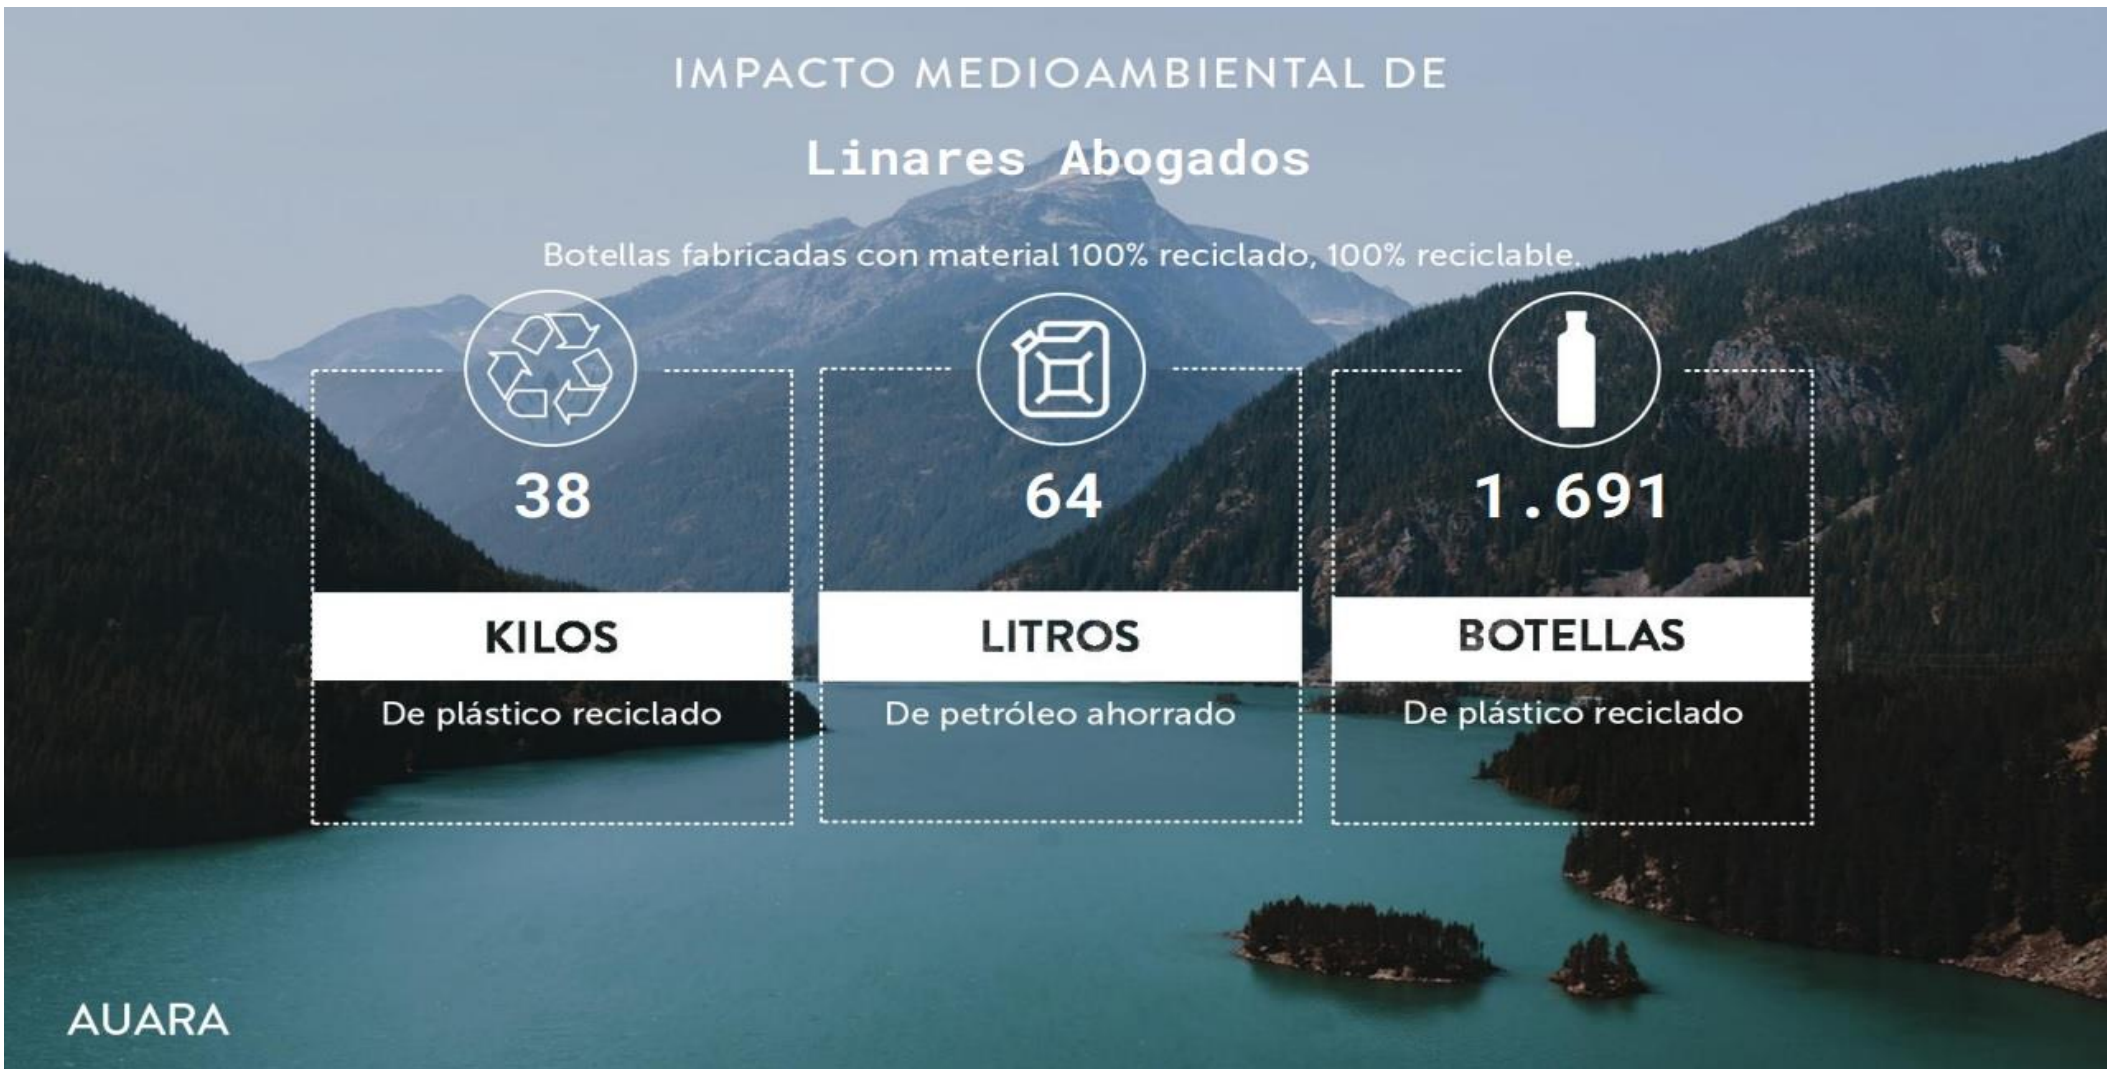 IMPACTO MEDIOAMBIENTAL DE
Linares Abogados
Botellas fabricadas con material 100% reciclado, 100% reciclable.
38
KILOS
De plástico reciclado
64
LITROS
De petróleo ahorrado
1.691
BOTELLAS
De plástico reciclado
AUARA